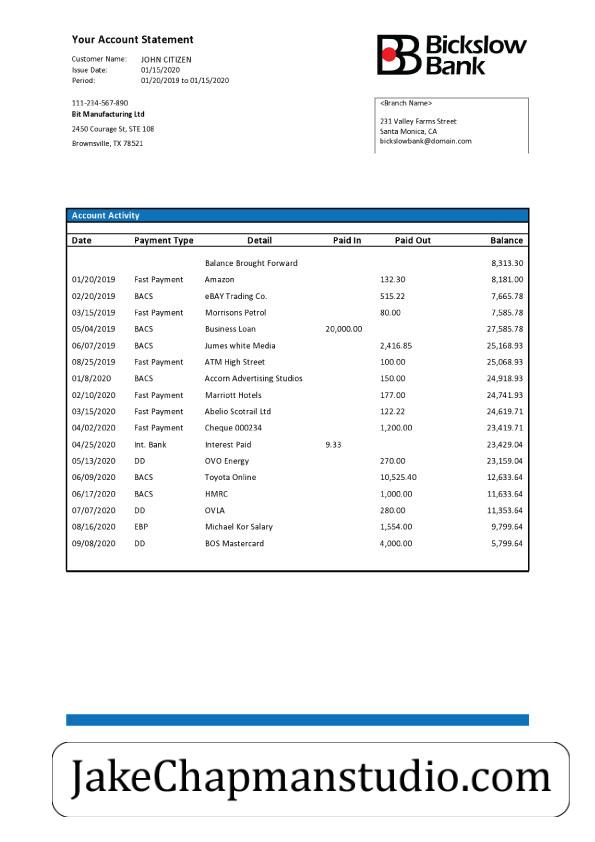 Your Account Statement
Customer Name: JOHN CITIZEN
Issue Date: 01/15/2020
Period: 01/20/2019 to 01/15/2020
Bickslow
Bank
111-234-567-890
Bit Manufacturing Ltd
2450 Courage St, STE 108
Brownsville, TX 78521
<Branch Name>
231 Valley Farms Street
Santa Monica, CA
bickslowbank@domain.com
Account Activity
Date Payment Type Detail Paid In Paid Out Balance
Balance Brought Forward 8,313.30
01/20/2019 Fast Payment Amazon 132.30 8,181.00
02/20/2019 BACS eBAY Trading Co. 515.22 7,665.78
03/15/2019 Fast Payment Morrisons Petrol 80.00 7,585.78
05/04/2019 BACS Business Loan 20,000.00 27,585.78
06/07/2019 BACS Jumes white Media 2,416.85 25,168.93
08/25/2019 Fast Payment ATM High Street 100.00 25,068.93
01/8/2020 BACS Accorn Advertising Studios 150.00 24,918.93
02/10/2020 Fast Payment Marriott Hotels 177.00 24,741.93
03/15/2020 Fast Payment Abelio Scotrail Ltd 122.22 24,619.71
04/02/2020 Fast Payment Cheque 000234 1,200.00 23,419.71
04/25/2020 Int. Bank Interest Paid 9.33 23,429.04
05/13/2020 DD OVO Energy 270.00 23,159.04
06/09/2020 BACS Toyota Online 10,525.40 12,633.64
06/17/2020 BACS HMRC 1,000.00 11,633.64
07/07/2020 DD OVLA 280.00 11,353.64
08/16/2020 EBP Michael Kor Salary 1,554.00 9,799.64
09/08/2020 DD BOS Mastercard 4,000.00 5,799.64
JakeChapmanstudio.com